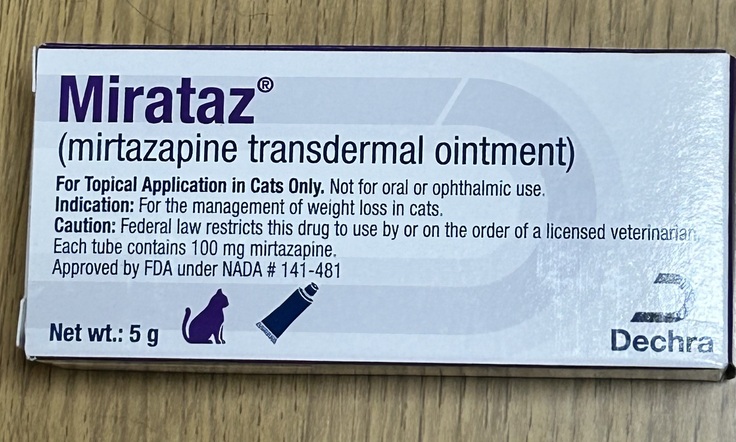 Mirataz®
(mirtazapine transdermal ointment)
For Topical Application in Cats Only. Not for oral or ophthalmic use.
Indication: For the management of weight loss in cats.
Caution: Federal law restricts this drug to use by or on the order of a licensed veterinarian.
Each tube contains 100 mg mirtazapine.
Approved by FDA under NADA # 141-481
Net wt.: 5 g
Dechra